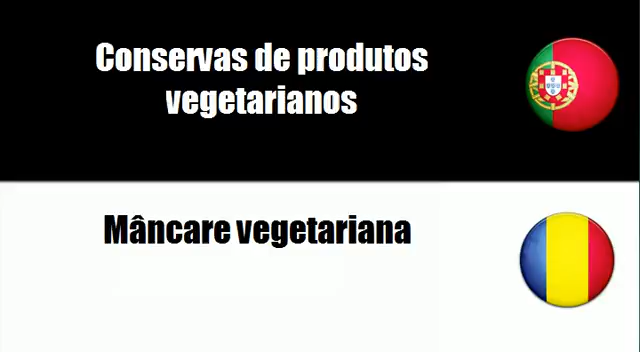 Conservas de produtos
vegetarianos
Mâncare vegetariana